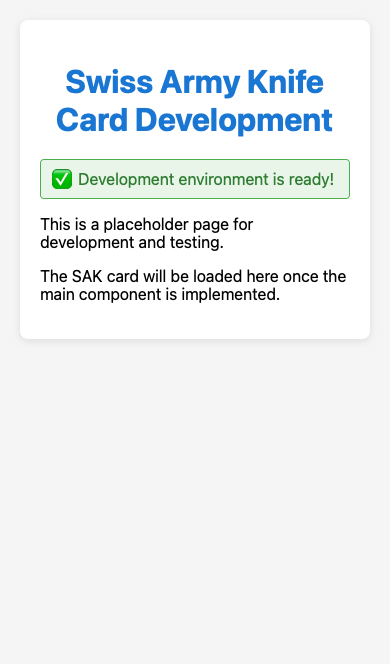 Swiss Army Knife
Card Development
✅ Development environment is ready!
This is a placeholder page for
development and testing.
The SAK card will be loaded here once the
main component is implemented.